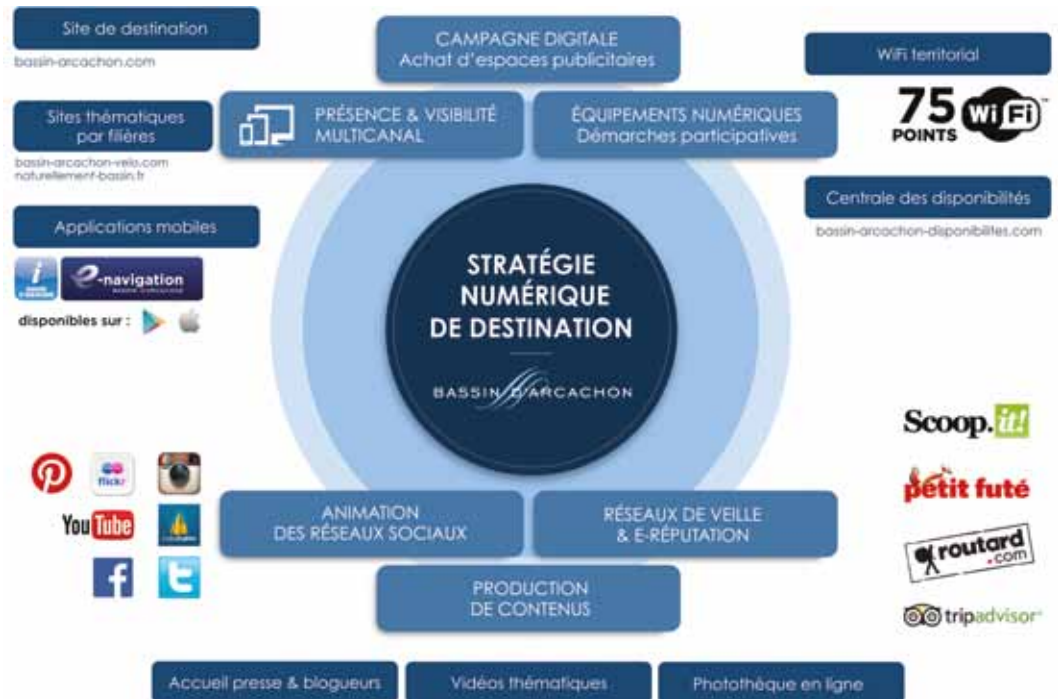 Site de destination
bassin-arcachon.com
Sites thématiques
par filières
bassin-arcachon-velo.com
naturellement-bassin.fr
Applications mobiles
e-navigation
BASSIN D'ARCACHON
disponibles sur :
CAMPAGNE DIGITALE
Achat d'espaces publicitaires
PRÉSENCE & VISIBILITÉ
MULTICANAL
ÉQUIPEMENTS NUMÉRIQUES
Démarches participatives
WiFi territorial
75
POINTS
WiFi
TM
Centrale des disponibilités
bassin-arcachon-disponibilites.com
STRATÉGIE
NUMÉRIQUE
DE DESTINATION
BASSIN D'ARCACHON
flickr
YouTube
ANIMATION
DES RÉSEAUX SOCIAUX
RÉSEAUX DE VEILLE
& E-RÉPUTATION
PRODUCTION
DE CONTENUS
Scoop.it!
petit futé
routard
.com
tripadvisor
Accueil presse & blogueurs
Vidéos thématiques
Photothèque en ligne